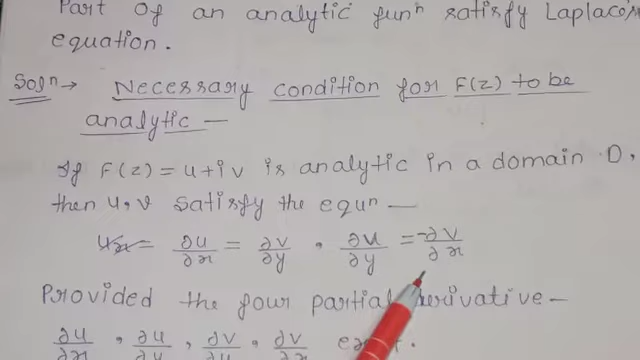 Part of an analytic funⁿ satisfy Laplace's
equation.
Solⁿ → Necessary condition for F(z) to be
analytic —
If F(z) = u+iv is analytic in a domain D,
then u, v satisfy the equⁿ —
∂u/∂x = ∂v/∂y , ∂u/∂y = -∂v/∂x
Provided the four partial derivative —
∂u/∂x , ∂u/∂y , ∂v/∂y , ∂v/∂x